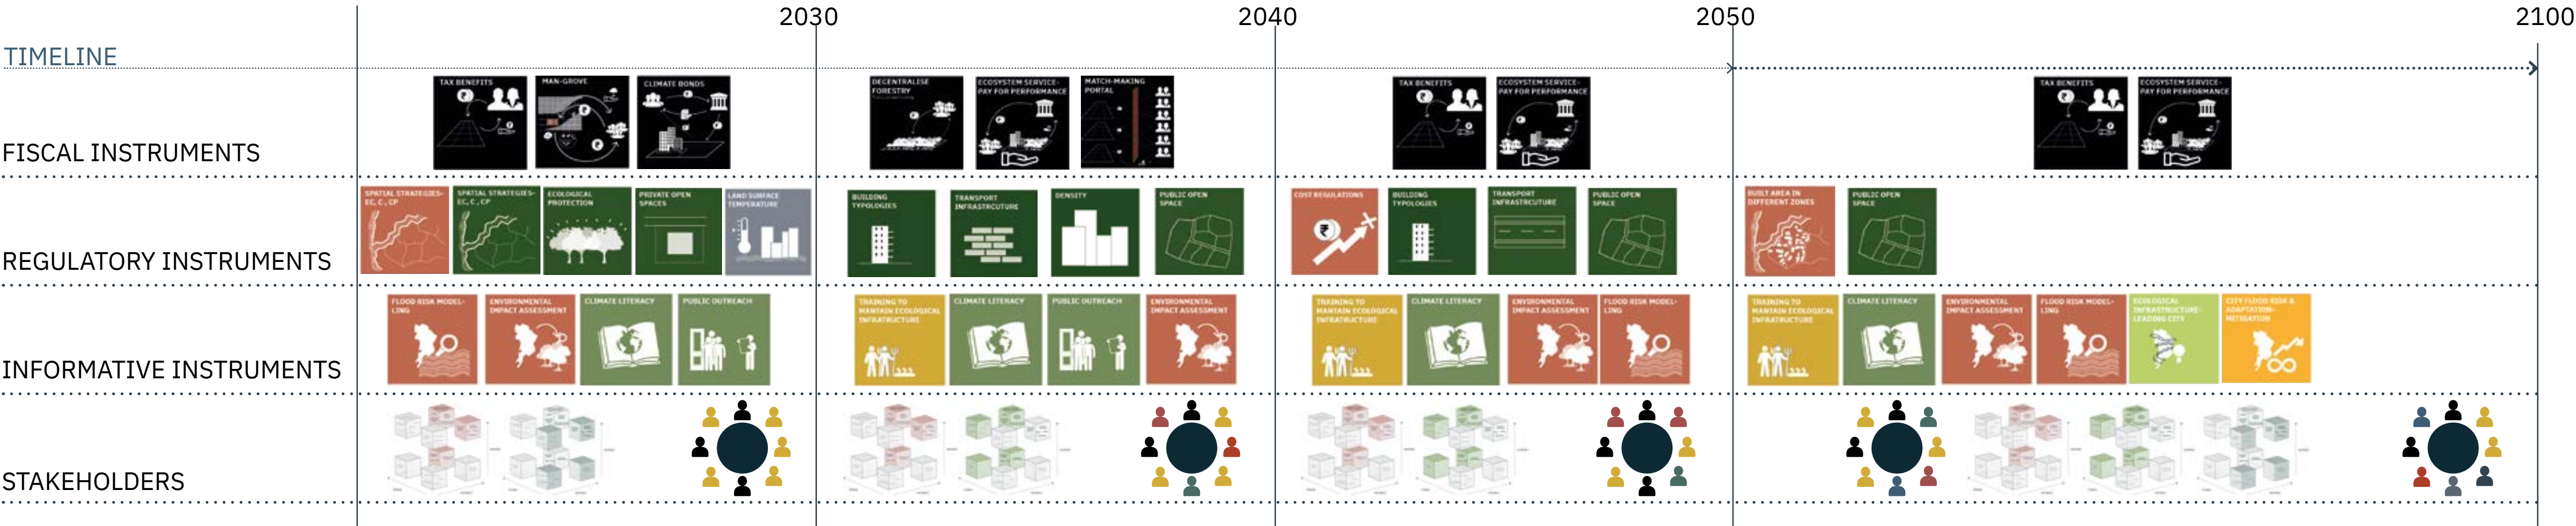 2030
2040
2050
2100
TIMELINE
FISCAL INSTRUMENTS
TAX BENEFITS
MAN-GROVE
CLIMATE BONDS
DECENTRALISE
FORESTRY
ECOSYSTEM SERVICE-
PAY FOR PERFORMANCE
MATCH-MAKING
PORTAL
TAX BENEFITS
ECOSYSTEM SERVICE-
PAY FOR PERFORMANCE
TAX BENEFITS
ECOSYSTEM SERVICE-
PAY FOR PERFORMANCE
REGULATORY INSTRUMENTS
SPATIAL STRATEGIES-
EC, C , CP
SPATIAL STRATEGIES-
EC, C , CP
ECOLOGICAL
PROTECTION
PRIVATE OPEN
SPACES
LAND SURFACE
TEMPERATURE
BUILDING
TYPOLOGIES
TRANSPORT
INFRASTRCUTURE
DENSITY
PUBLIC OPEN
SPACE
COST REGULATIONS
BUILDING
TYPOLOGIES
TRANSPORT
INFRASTRCUTURE
PUBLIC OPEN
SPACE
BUILT AREA IN
DIFFERENT ZONES
PUBLIC OPEN
SPACE
INFORMATIVE INSTRUMENTS
FLOOD RISK MODEL-
LING
ENVIRONMENTAL
IMPACT ASSESSMENT
CLIMATE LITERACY
PUBLIC OUTREACH
TRAINING TO
MANTAIN ECOLOGICAL
INFRATRUCTURE
CLIMATE LITERACY
PUBLIC OUTREACH
ENVIRONMENTAL
IMPACT ASSESSMENT
TRAINING TO
MANTAIN ECOLOGICAL
INFRATRUCTURE
CLIMATE LITERACY
ENVIRONMENTAL
IMPACT ASSESSMENT
FLOOD RISK MODEL-
LING
TRAINING TO
MANTAIN ECOLOGICAL
INFRATRUCTURE
CLIMATE LITERACY
ENVIRONMENTAL
IMPACT ASSESSMENT
FLOOD RISK MODEL-
LING
ECOLOGICAL
INFRASTRUCTURE-
LEADING CITY
CITY FLOOD RISK &
ADAPTATION-
MITIGATION
STAKEHOLDERS